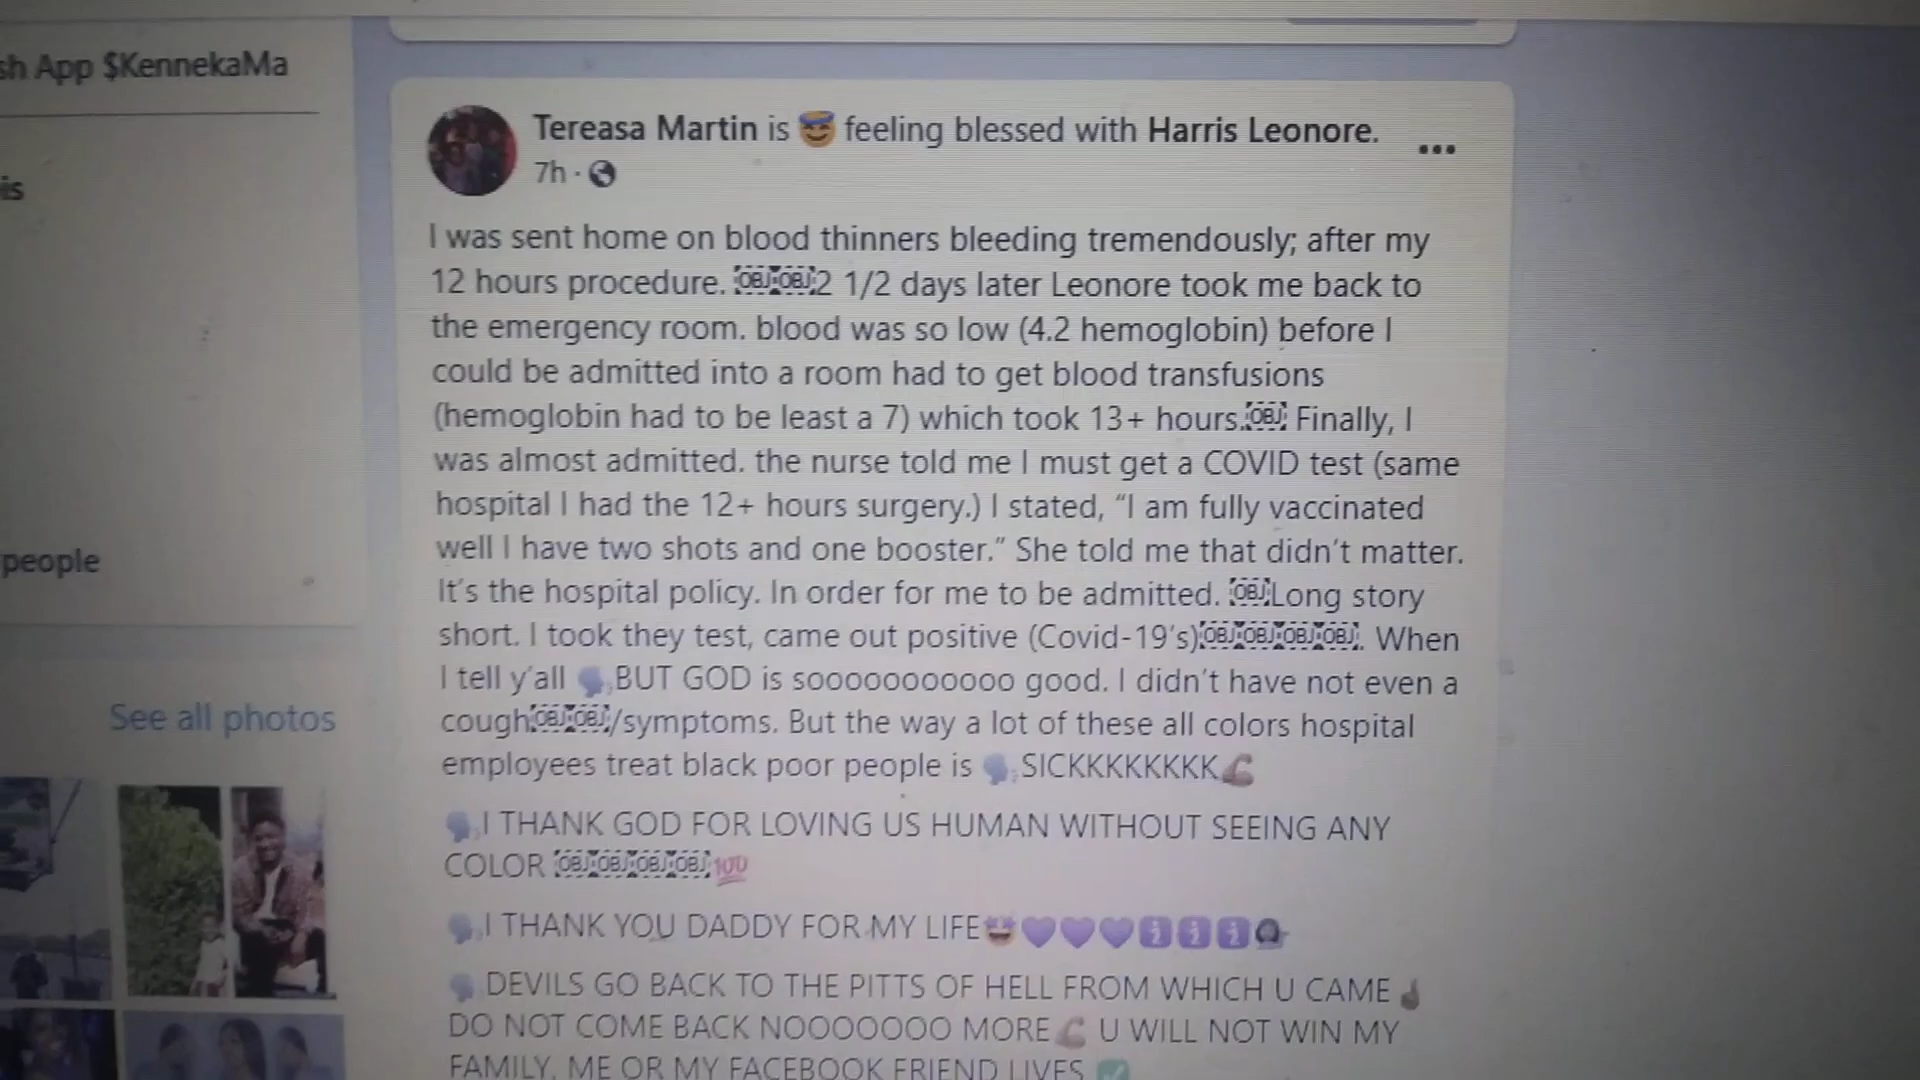 sh App $KennekaMa
is
people
See all photos
Tereasa Martin is 😇 feeling blessed with Harris Leonore.
7h ·
I was sent home on blood thinners bleeding tremendously; after my
12 hours procedure. 2 1/2 days later Leonore took me back to
the emergency room. blood was so low (4.2 hemoglobin) before I
could be admitted into a room had to get blood transfusions
(hemoglobin had to be least a 7) which took 13+ hours. Finally, I
was almost admitted. the nurse told me I must get a COVID test (same
hospital I had the 12+ hours surgery.) I stated, “I am fully vaccinated
well I have two shots and one booster.” She told me that didn’t matter.
It’s the hospital policy. In order for me to be admitted. Long story
short. I took they test, came out positive (Covid-19’s). When
I tell y’all 🗣️,BUT GOD is sooooooooooo good. I didn’t have not even a
cough/symptoms. But the way a lot of these all colors hospital
employees treat black poor people is 🗣️,SICKKKKKKKK💪
🗣️,I THANK GOD FOR LOVING US HUMAN WITHOUT SEEING ANY
COLOR 💯
🗣️,I THANK YOU DADDY FOR MY LIFE🤩💜💜💜ℹ️ℹ️ℹ️
🗣️ DEVILS GO BACK TO THE PITTS OF HELL FROM WHICH U CAME
DO NOT COME BACK NOOOOOOO MORE💪 U WILL NOT WIN MY
FAMILY, ME OR MY FACEBOOK FRIEND LIVES ✅